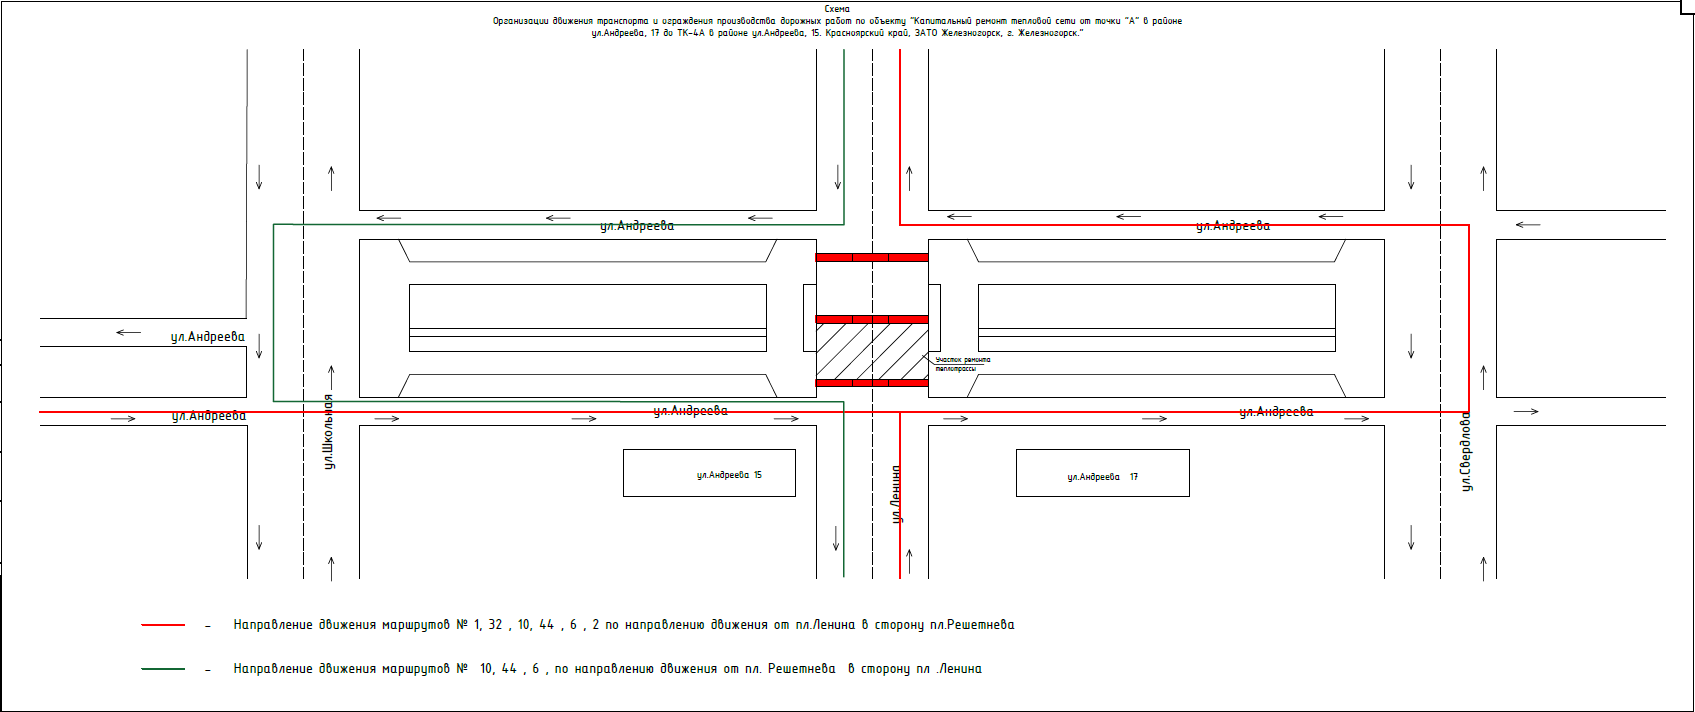 Схема
Организации движения транспорта и ограждения производства дорожных работ по объекту "Капитальный ремонт тепловой сети от точки "А" в районе
ул.Андреева, 17 до ТК-4А в районе ул.Андреева, 15. Красноярский край, ЗАТО Железногорск, г. Железногорск."
ул.Андреева
ул.Андреева
ул.Андреева
Участок ремонта
теплотрассы
ул.Андреева
ул.Андреева
ул.Андреева
ул.Школьная
ул.Ленина
ул.Свердлова
ул.Андреева 15
ул.Андреева 17
– Направление движения маршрутов № 1, 32 , 10, 44 , 6 , 2 по направлению движения от пл.Ленина в сторону пл.Решетнева
– Направление движения маршрутов № 10, 44 , 6 , по направлению движения от пл. Решетнева в сторону пл .Ленина